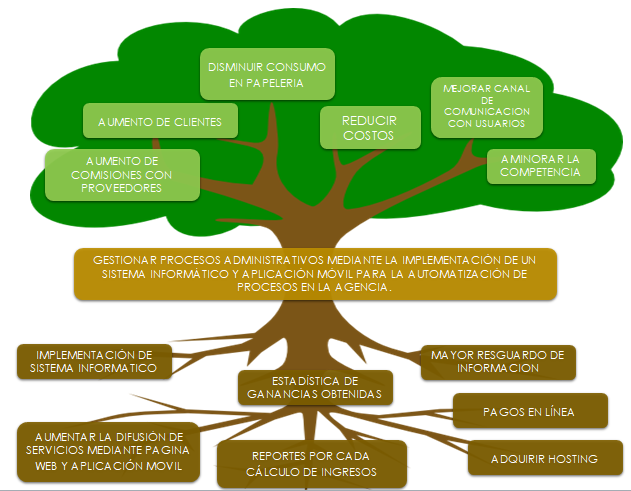 DISMINUIR CONSUMO
EN PAPELERIA
AUMENTO DE CLIENTES
REDUCIR
COSTOS
MEJORAR CANAL
DE
COMUNICACION
CON USUARIOS
AUMENTO DE
COMISIONES CON
PROVEEDORES
AMINORAR LA
COMPETENCIA
GESTIONAR PROCESOS ADMINISTRATIVOS MEDIANTE LA IMPLEMENTACIÓN DE UN
SISTEMA INFORMÁTICO Y APLICACIÓN MÓVIL PARA LA AUTOMATIZACIÓN DE
PROCESOS EN LA AGENCIA.
IMPLEMENTACIÓN DE
SISTEMA INFORMATICO
MAYOR RESGUARDO DE
INFORMACION
ESTADÍSTICA DE
GANANCIAS OBTENIDAS
PAGOS EN LÍNEA
AUMENTAR LA DIFUSIÓN DE
SERVICIOS MEDIANTE PAGINA
WEB Y APLICACIÓN MOVIL
REPORTES POR CADA
CÁLCULO DE INGRESOS
ADQUIRIR HOSTING